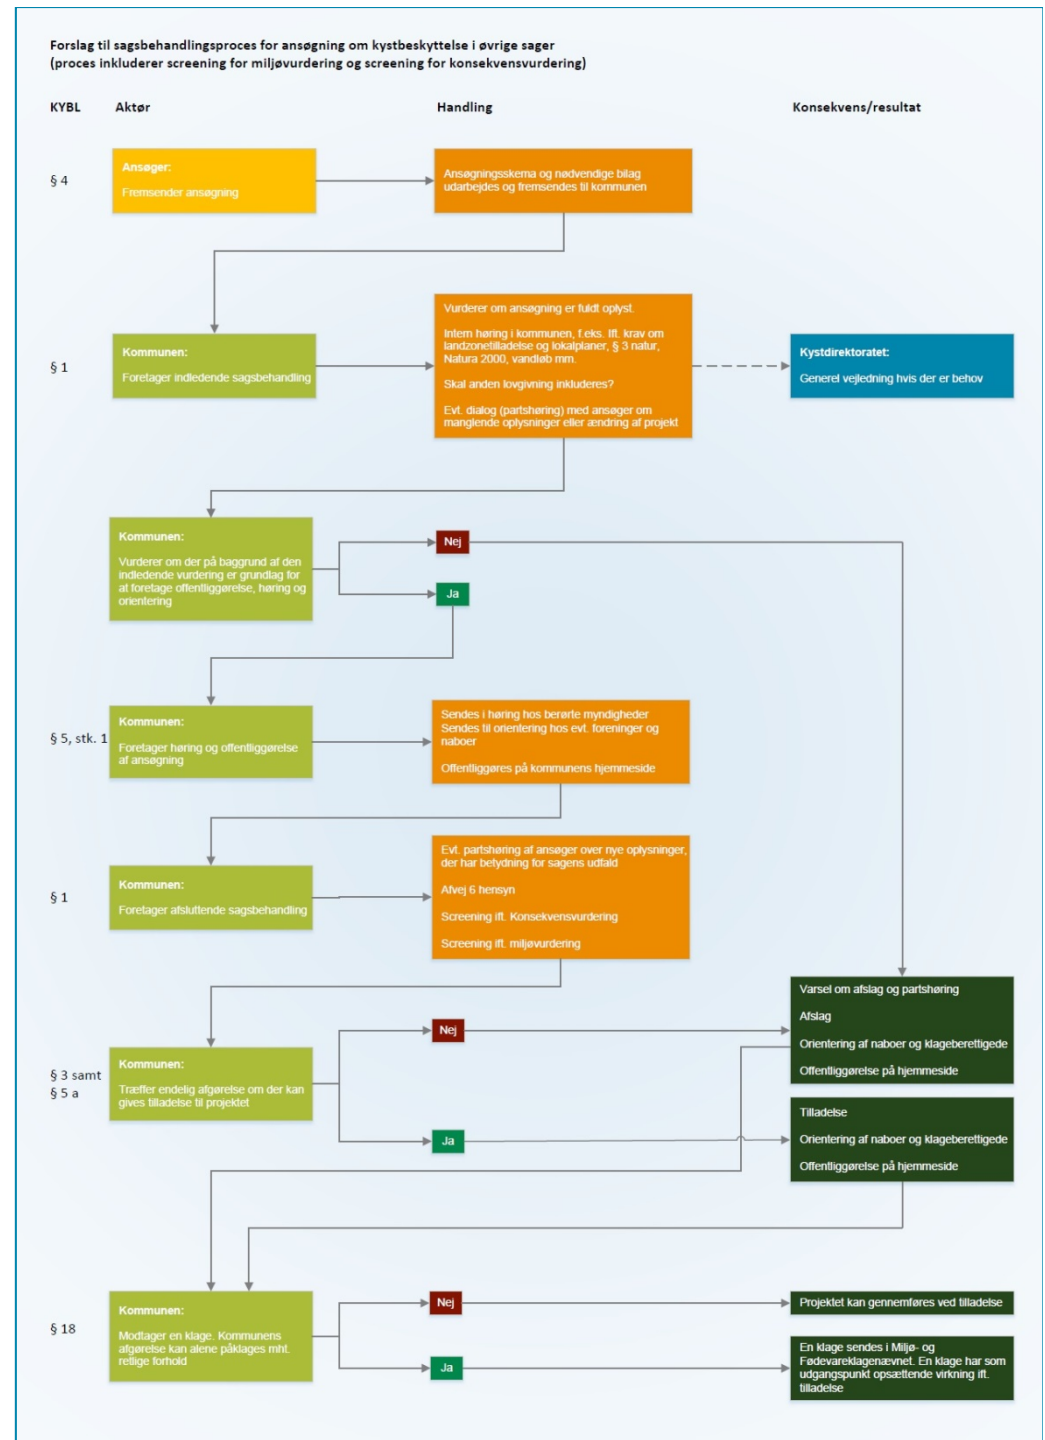 Forslag til sagsbehandlingsproces for ansøgning om kystbeskyttelse i øvrige sager
(proces inkluderer screening for miljøvurdering og screening for konsekvensvurdering)
KYBL
Aktør
Handling
Konsekvens/resultat
§ 4
Ansøger:
Fremsender ansøgning
Ansøgningsskema og nødvendige bilag
udarbejdes og fremsendes til kommunen
§ 1
Kommunen:
Foretager indledende sagsbehandling
Vurderer om ansøgning er fuldt oplyst.
Intern høring i kommunen, f.eks. ift. krav om
landzonetilladelse og lokalplaner, § 3 natur,
Natura 2000, vandløb mm.
Skal anden lovgivning inkluderes?
Evt. dialog (partshøring) med ansøger om
manglende oplysninger eller ændring af projekt
Kystdirektoratet:
Generel vejledning hvis der er behov
Kommunen:
Vurderer om der på baggrund af den
indledende vurdering er grundlag for
at foretage offentliggørelse, høring og
orientering
Nej
Ja
§ 5, stk. 1
Kommunen:
Foretager høring og offentliggørelse
af ansøgning
Sendes i høring hos berørte myndigheder
Sendes til orientering hos evt. foreninger og
naboer
Offentliggøres på kommunens hjemmeside
§ 1
Kommunen:
Foretager afsluttende sagsbehandling
Evt. partshøring af ansøger over nye oplysninger,
der har betydning for sagens udfald
Afvej 6 hensyn
Screening ift. Konsekvensvurdering
Screening ift. miljøvurdering
§ 3 samt
§ 5 a
Kommunen:
Træffer endelig afgørelse om der kan
gives tilladelse til projektet
Nej
Ja
Varsel om afslag og partshøring
Afslag
Orientering af naboer og klageberettigede
Offentliggørelse på hjemmeside
Tilladelse
Orientering af naboer og klageberettigede
Offentliggørelse på hjemmeside
§ 18
Kommunen:
Modtager en klage. Kommunens
afgørelse kan alene påklages mht.
retlige forhold
Nej
Projektet kan gennemføres ved tilladelse
Ja
En klage sendes i Miljø- og
Fødevareklagenævnet. En klage har som
udgangspunkt opsættende virkning ift.
tilladelse